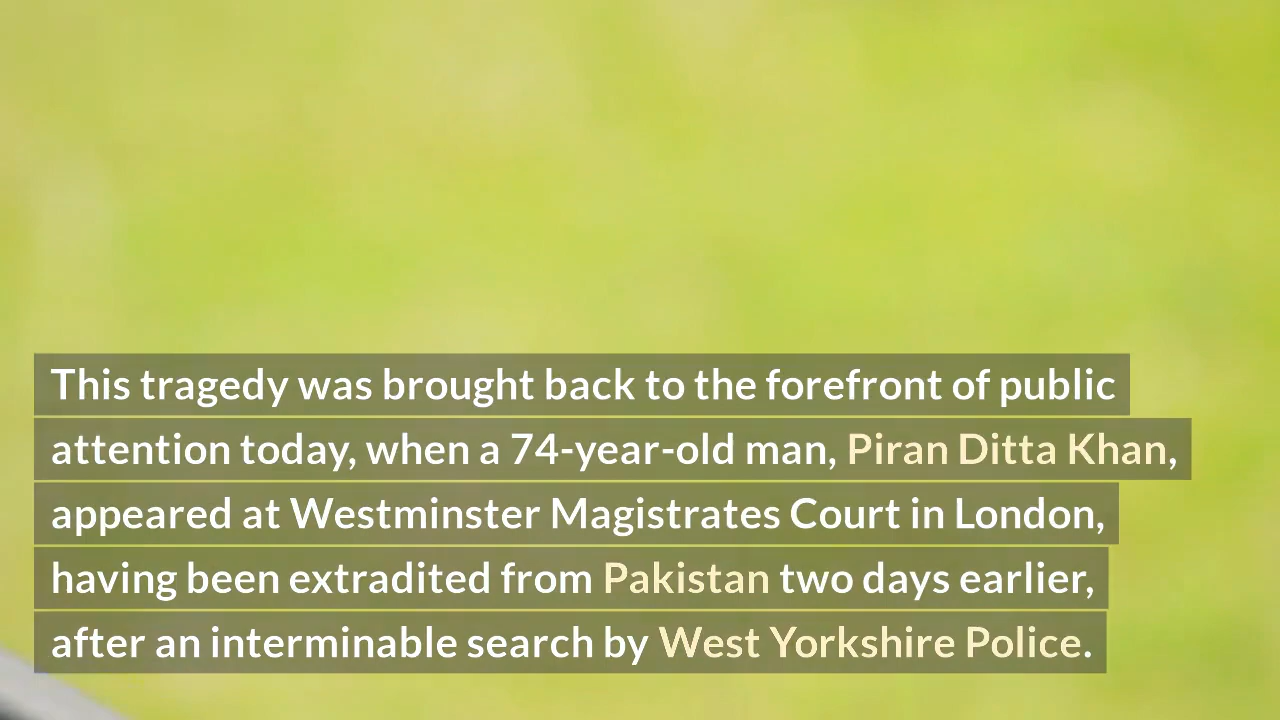 This tragedy was brought back to the forefront of public
attention today, when a 74-year-old man, Piran Ditta Khan,
appeared at Westminster Magistrates Court in London,
having been extradited from Pakistan two days earlier,
after an interminable search by West Yorkshire Police.